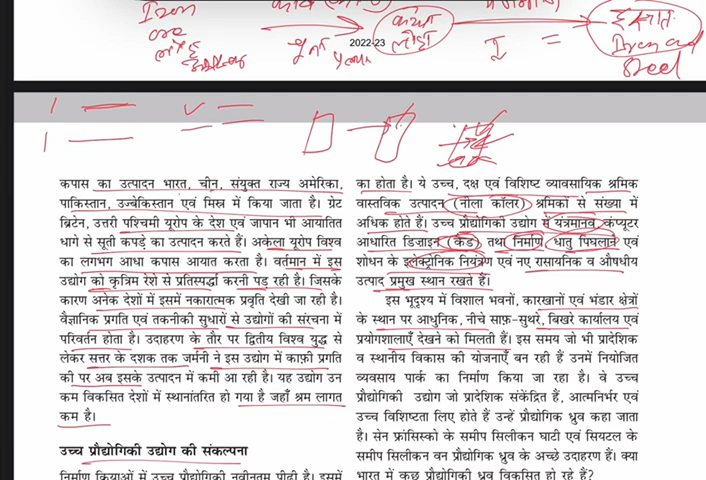 Iron
ore
2022-23
कच्चा
लोहा
इस्पात
Iron and
Steel
कपास का उत्पादन भारत, चीन, संयुक्त राज्य अमेरिका,
पाकिस्तान, उज्बेकिस्तान एवं मिस्र में किया जाता है। ग्रेट
ब्रिटेन, उत्तरी पश्चिमी यूरोप के देश एवं जापान भी आयातित
धागे से सूती कपड़े का उत्पादन करते हैं। अकेला यूरोप विश्व
का लगभग आधा कपास आयात करता है। वर्तमान में इस
उद्योग को कृत्रिम रेशे से प्रतिस्पर्द्धा करनी पड़ रही है। जिसके
कारण अनेक देशों में इसमें नकारात्मक प्रवृति देखी जा रही है।
वैज्ञानिक प्रगति एवं तकनीकी सुधारों से उद्योगों की संरचना में
परिवर्तन होता है। उदाहरण के तौर पर द्वितीय विश्व युद्ध से
लेकर सत्तर के दशक तक जर्मनी ने इस उद्योग में काफ़ी प्रगति
की पर अब इसके उत्पादन में कमी आ रही है। यह उद्योग उन
कम विकसित देशों में स्थानांतरित हो गया है जहाँ श्रम लागत
कम है।
उच्च प्रौद्योगिकी उद्योग की संकल्पना
निर्माण क्रियाओं में उच्च प्रौद्योगिकी नवीनतम पीढ़ी है। इसमें
का होता है। ये उच्च, दक्ष एवं विशिष्ट व्यावसायिक श्रमिक
वास्तविक उत्पादन (नीला कॉलर) श्रमिकों से संख्या में
अधिक होते हैं। उच्च प्रौद्योगिकी उद्योग में यंत्रमानव कंप्यूटर
आधारित डिज़ाइन (कैड) तथा निर्माण धातु पिघलाने एवं
शोधन के इलेक्ट्रोनिक नियंत्रण एवं नए रासायनिक व औषधीय
उत्पाद प्रमुख स्थान रखते हैं।
इस भूदृश्य में विशाल भवनों, कारखानों एवं भंडार क्षेत्रों
के स्थान पर आधुनिक, नीचे साफ़-सुथरे, बिखरे कार्यालय एवं
प्रयोगशालाएँ देखने को मिलती हैं। इस समय जो भी प्रादेशिक
व स्थानीय विकास की योजनाएँ बन रही हैं उनमें नियोजित
व्यवसाय पार्क का निर्माण किया जा रहा है। वे उच्च
प्रौद्योगिकी उद्योग जो प्रादेशिक संकेंद्रित हैं, आत्मनिर्भर एवं
उच्च विशिष्टता लिए होते हैं उन्हें प्रौद्योगिक ध्रुव कहा जाता
है। सेन फ्रांसिस्को के समीप सिलीकन घाटी एवं सियटल के
समीप सिलीकन वन प्रौद्योगिक ध्रुव के अच्छे उदाहरण हैं। क्या
भारत में कुछ प्रौद्योगिकी ध्रुव विकसित हो रहे हैं?